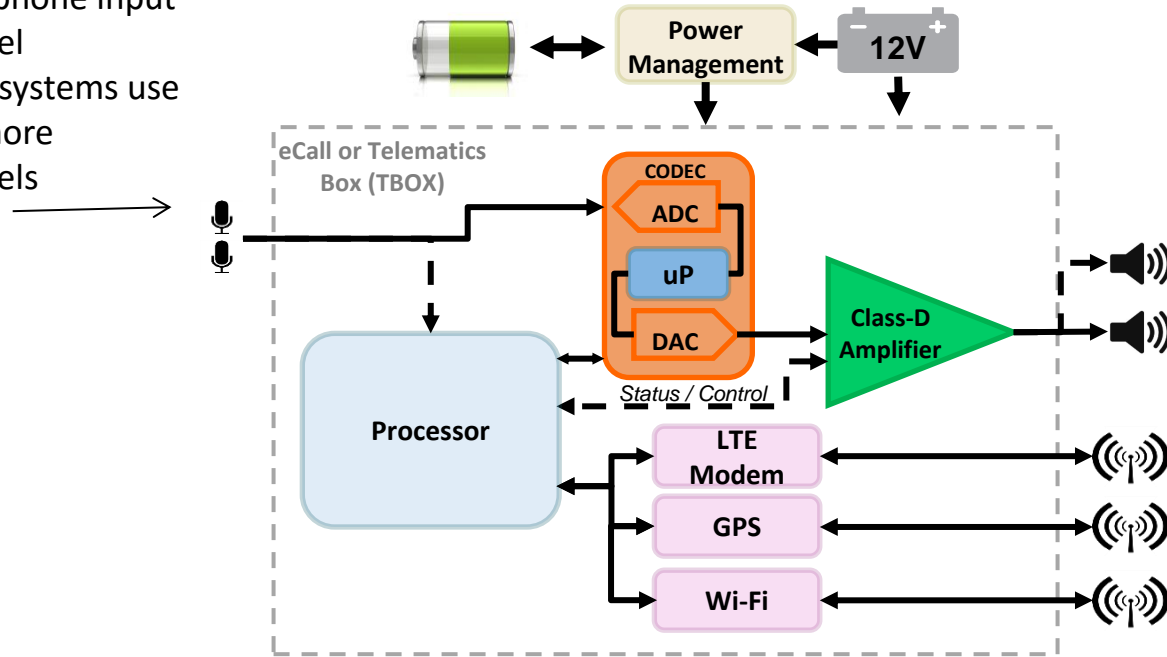 phone input
el
systems use
nore
els
Power
Management
12V
eCall or Telematics
Box (TBOX)
CODEC
ADC
uP
DAC
Class-D
Amplifier
Status / Control
Processor
LTE
Modem
GPS
Wi-Fi